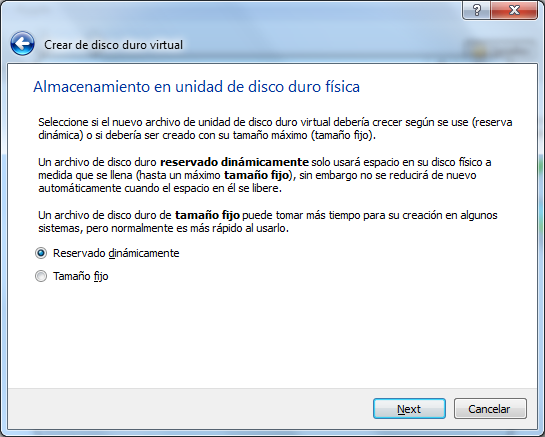 Crear de disco duro virtual
Almacenamiento en unidad de disco duro física
Seleccione si el nuevo archivo de unidad de disco duro virtual debería crecer según se use (reserva
dinámica) o si debería ser creado con su tamaño máximo (tamaño fijo).
Un archivo de disco duro reservado dinámicamente solo usará espacio en su disco físico a
medida que se llena (hasta un máximo tamaño fijo), sin embargo no se reducirá de nuevo
automáticamente cuando el espacio en él se libere.
Un archivo de disco duro de tamaño fijo puede tomar más tiempo para su creación en algunos
sistemas, pero normalmente es más rápido al usarlo.
Reservado dinámicamente
Tamaño fijo
Next
Cancelar